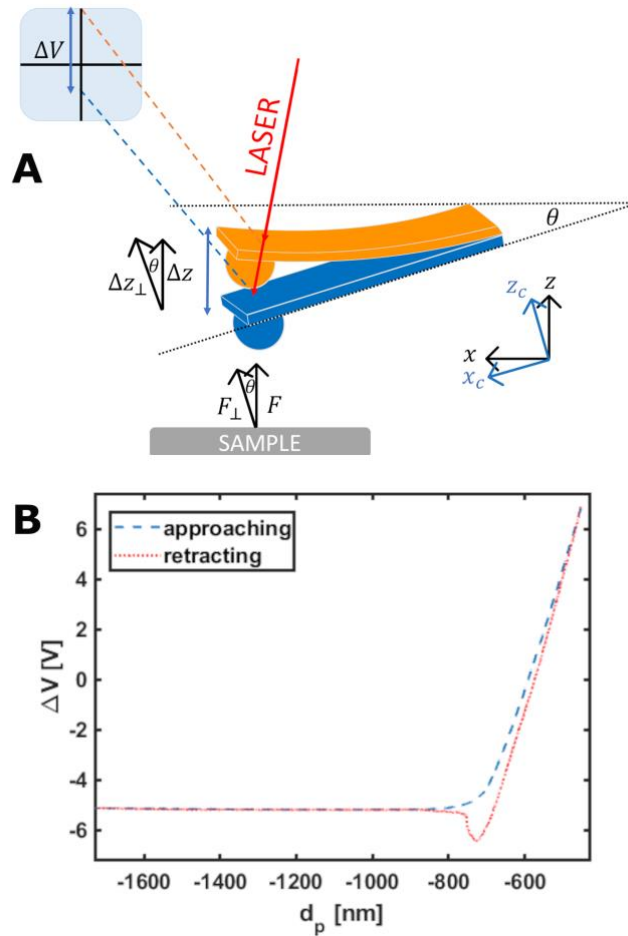 ΔV
A
LASER
θ
Δz⊥
θ
Δz
z_c
z
x
x_c
F⊥
θ
F
SAMPLE
B
approaching
retracting
ΔV [V]
6
4
2
0
-2
-4
-6
-1600 -1400 -1200 -1000 -800 -600
d_p [nm]